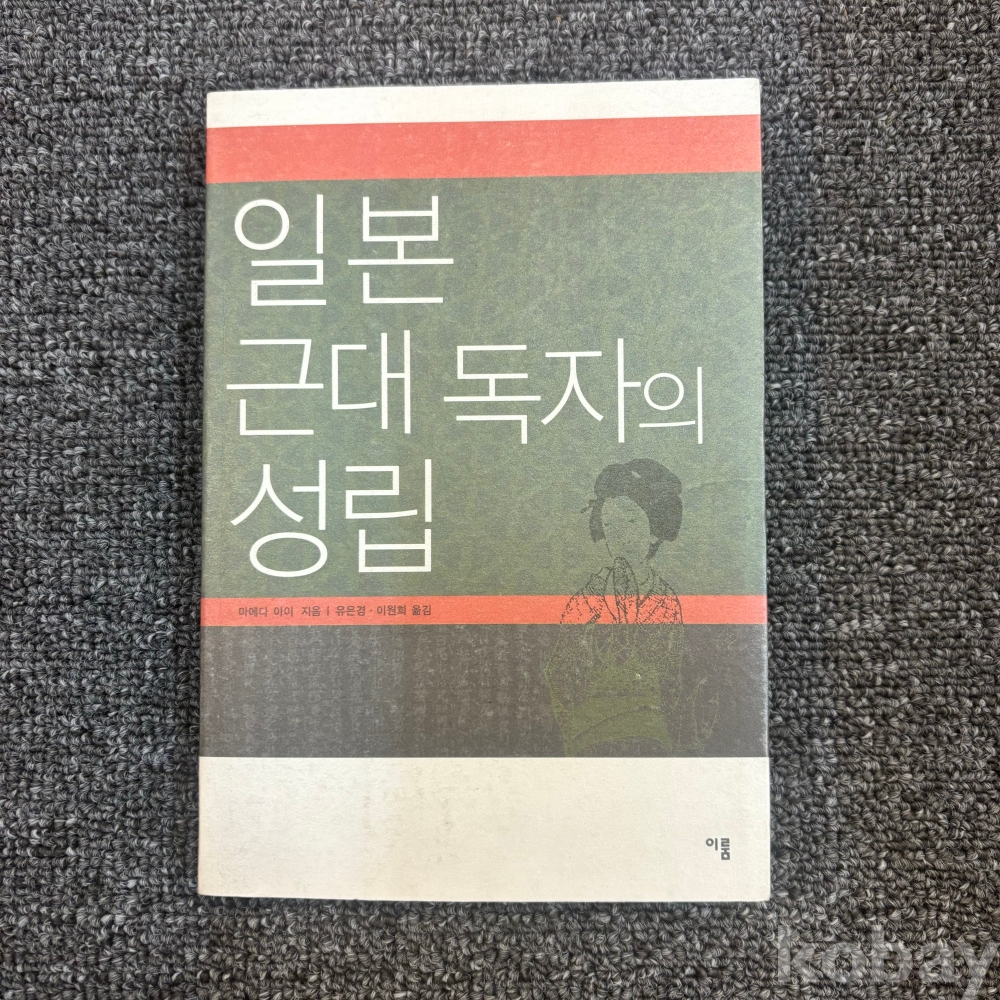 일본
근대 독자의
성립
마에다 아이 지음 | 유은경 · 이원희 옮김
이룸
kobay